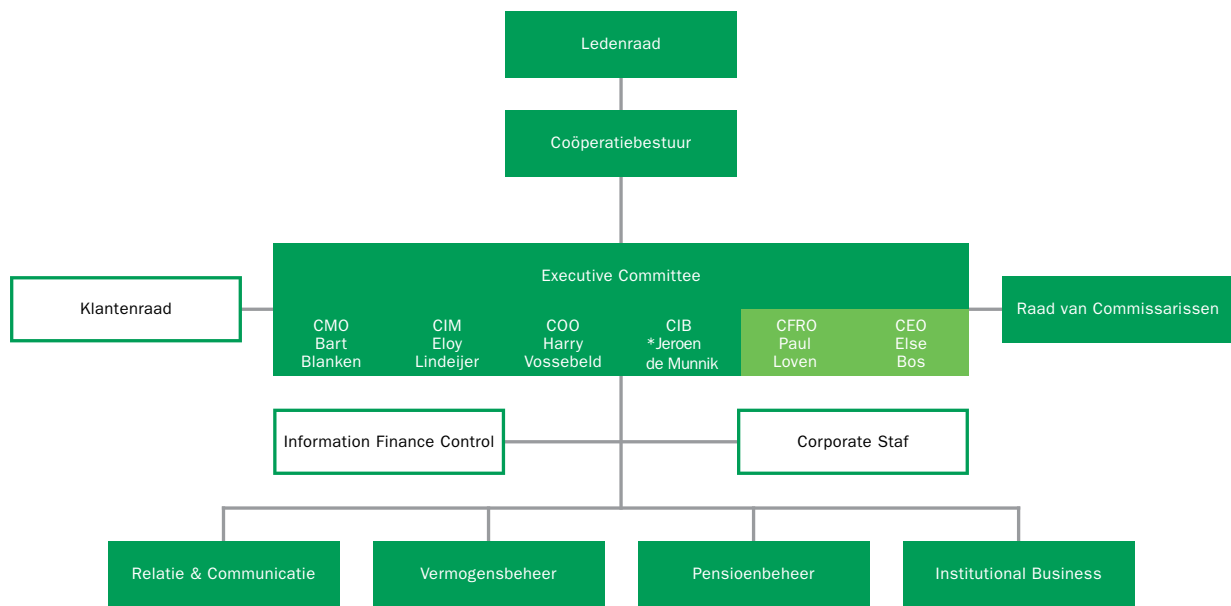 Ledenraad
Coöperatiebestuur
Executive Committee
Klantenraad
Raad van Commissarissen
CMO
Bart
Blanken
CIM
Eloy
Lindeijer
COO
Harry
Vossebeld
CIB
*Jeroen
de Munnik
CFRO
Paul
Loven
CEO
Else
Bos
Information Finance Control
Corporate Staf
Relatie & Communicatie
Vermogensbeheer
Pensioenbeheer
Institutional Business